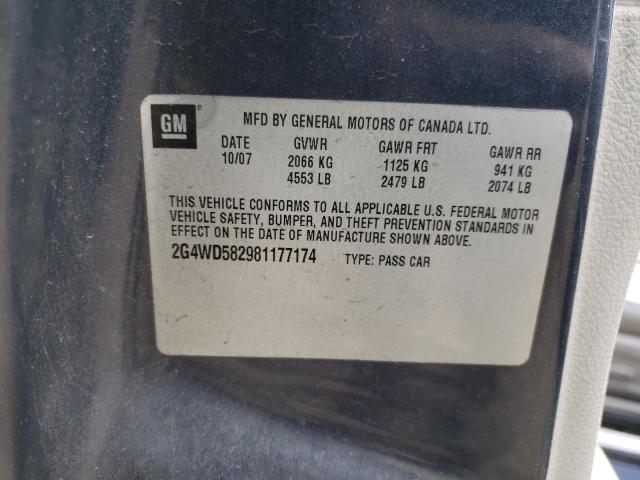 GM
MFD BY GENERAL MOTORS OF CANADA LTD.
DATE GVWR GAWR FRT GAWR RR
10/07 2066 KG 1125 KG 941 KG
4553 LB 2479 LB 2074 LB
THIS VEHICLE CONFORMS TO ALL APPLICABLE U.S. FEDERAL MOTOR
VEHICLE SAFETY, BUMPER, AND THEFT PREVENTION STANDARDS IN
EFFECT ON THE DATE OF MANUFACTURE SHOWN ABOVE.
2G4WD582981177174 TYPE: PASS CAR